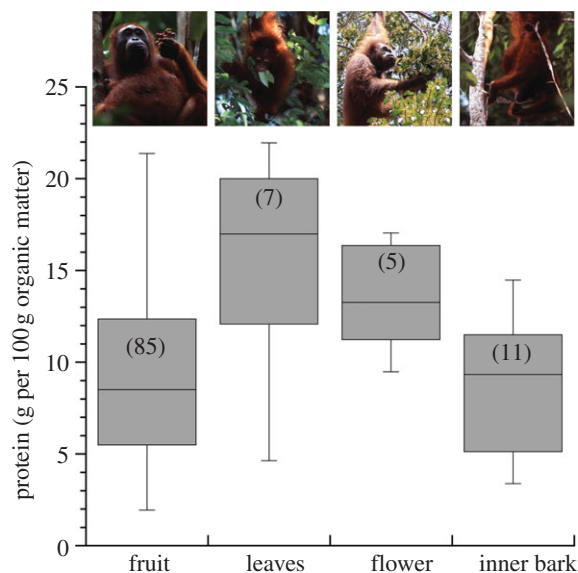 25
20
15
10
5
0
protein (g per 100 g organic matter)
(85)
(7)
(5)
(11)
fruit
leaves
flower
inner bark